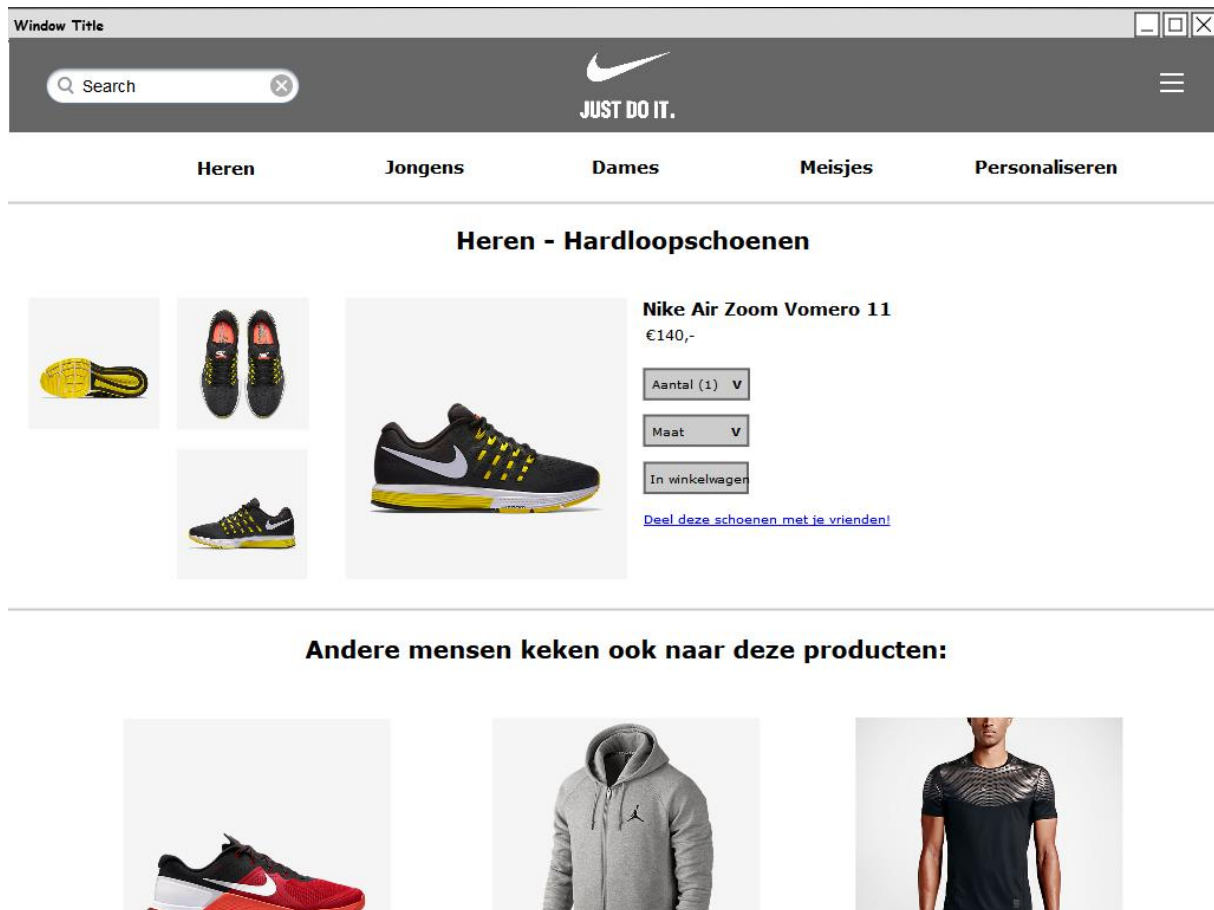 Window Title
Search
JUST DO IT.
Heren Jongens Dames Meisjes Personaliseren
Heren - Hardloopschoenen
Nike Air Zoom Vomero 11
€140,-
Aantal (1) V
Maat V
In winkelwagen
Deel deze schoenen met je vrienden!
Andere mensen keken ook naar deze producten: